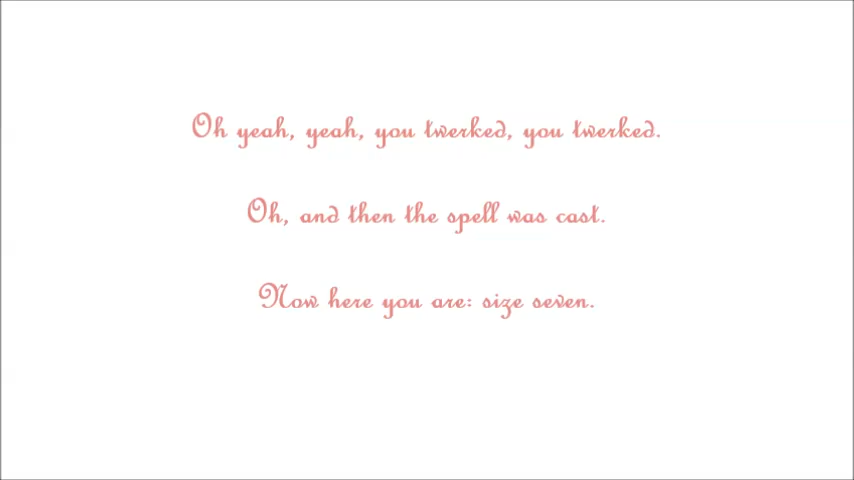 Oh yeah, yeah, you twerked, you twerked.
Oh, and then the spell was cast.
Now here you are: size seven.